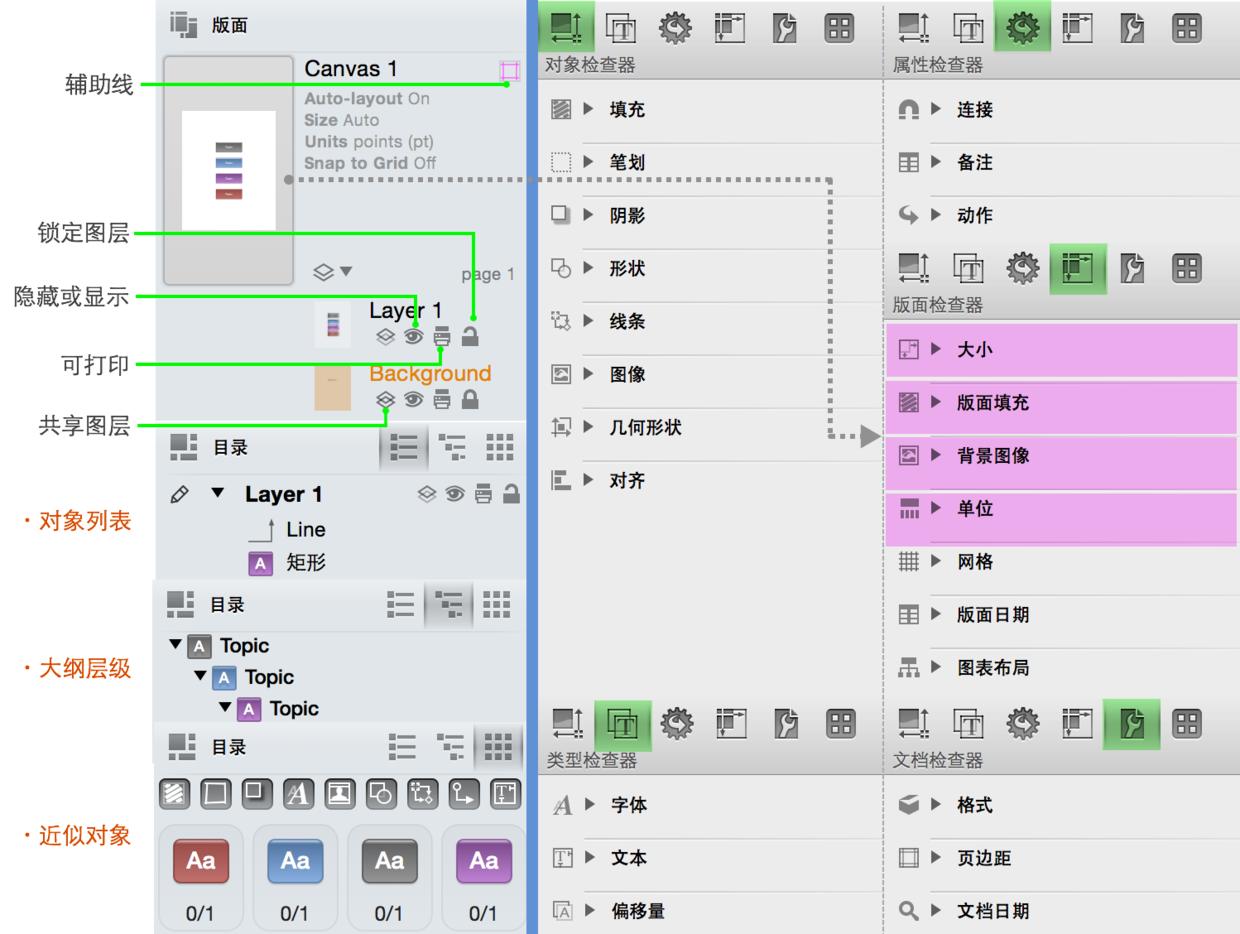 版面
辅助线
Canvas 1
Auto-layout On
Size Auto
Units points (pt)
Snap to Grid Off
page 1
锁定图层
隐藏或显示
Layer 1
可打印
Background
共享图层
目录
Layer 1
· 对象列表
Line
A 矩形
目录
A Topic
· 大纲层级
A Topic
A Topic
目录
· 近似对象
Aa Aa Aa Aa
0/1 0/1 0/1 0/1
对象检查器
填充
笔划
阴影
形状
线条
图像
几何形状
对齐
类型检查器
字体
文本
偏移量
属性检查器
连接
备注
动作
版面检查器
大小
版面填充
背景图像
单位
网格
版面日期
图表布局
文档检查器
格式
页边距
文档日期